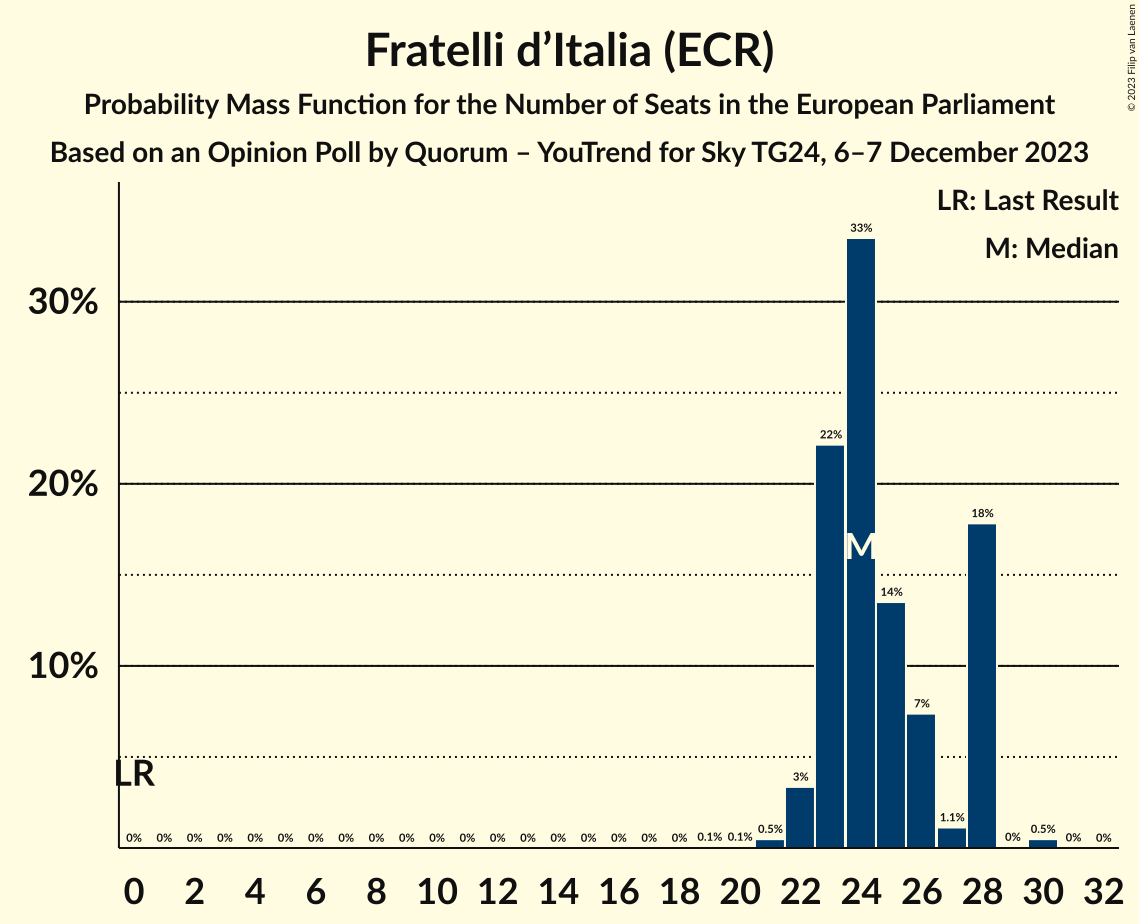 Fratelli d’Italia (ECR)
Probability Mass Function for the Number of Seats in the European Parliament
Based on an Opinion Poll by Quorum – YouTrend for Sky TG24, 6–7 December 2023
© 2023 Filip van Laenen
LR: Last Result
M: Median
30%
20%
10%
LR
M
0% 0% 0% 0% 0% 0% 0% 0% 0% 0% 0% 0% 0% 0% 0% 0% 0% 0% 0% 0.1% 0.1% 0.5% 3% 22% 33% 14% 7% 1.1% 18% 0% 0.5% 0% 0%
0 2 4 6 8 10 12 14 16 18 20 22 24 26 28 30 32